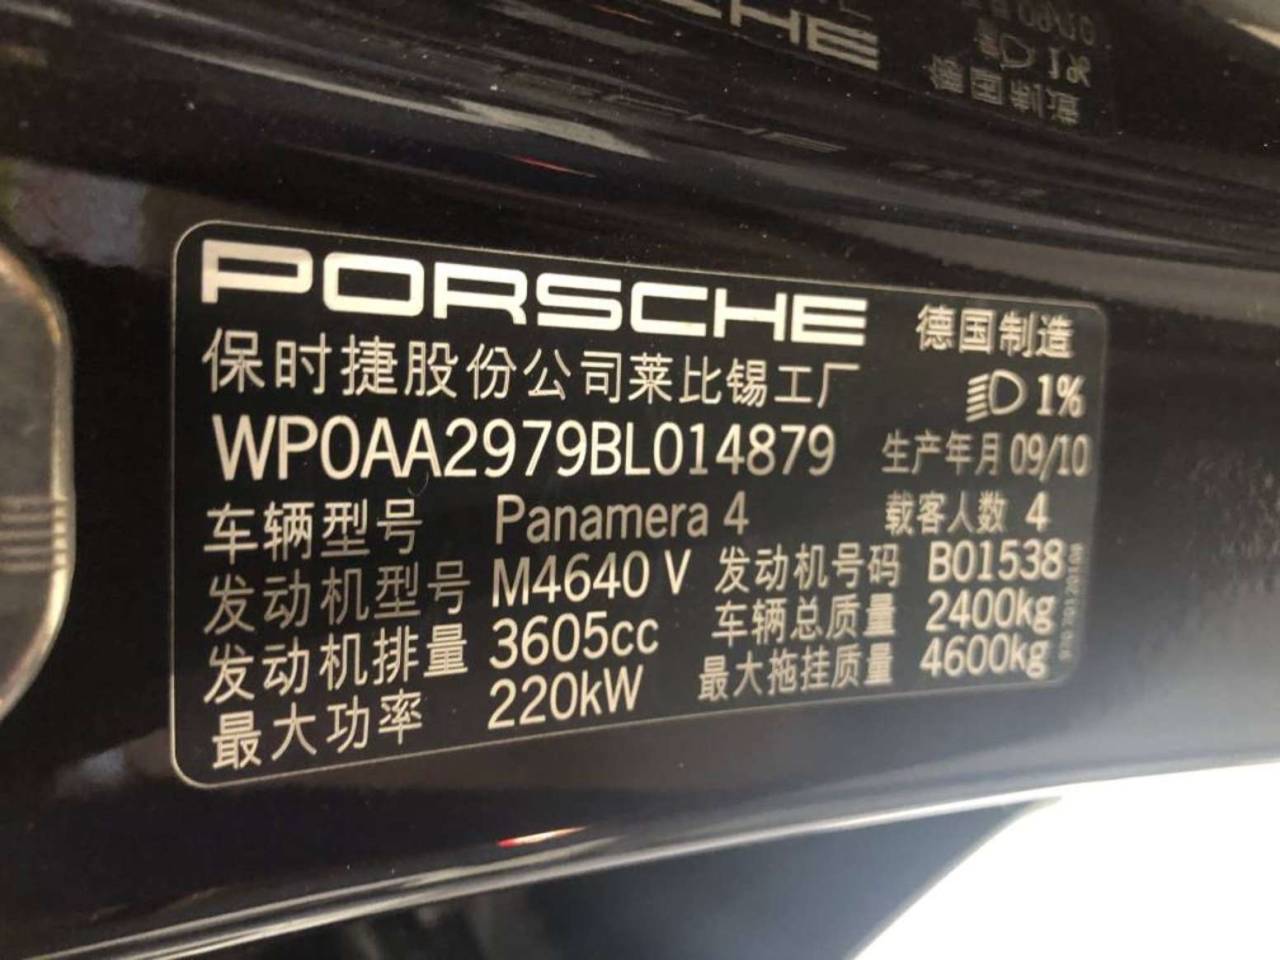 PORSCHE
德国制造
保时捷股份公司莱比锡工厂
1%
WP0AA2979BL014879
生产年月 09/10
车辆型号 Panamera 4
载客人数 4
发动机型号 M4640 V
发动机号码 B01538
发动机排量 3605cc
车辆总质量 2400kg
最大功率 220kW
最大拖挂质量 4600kg